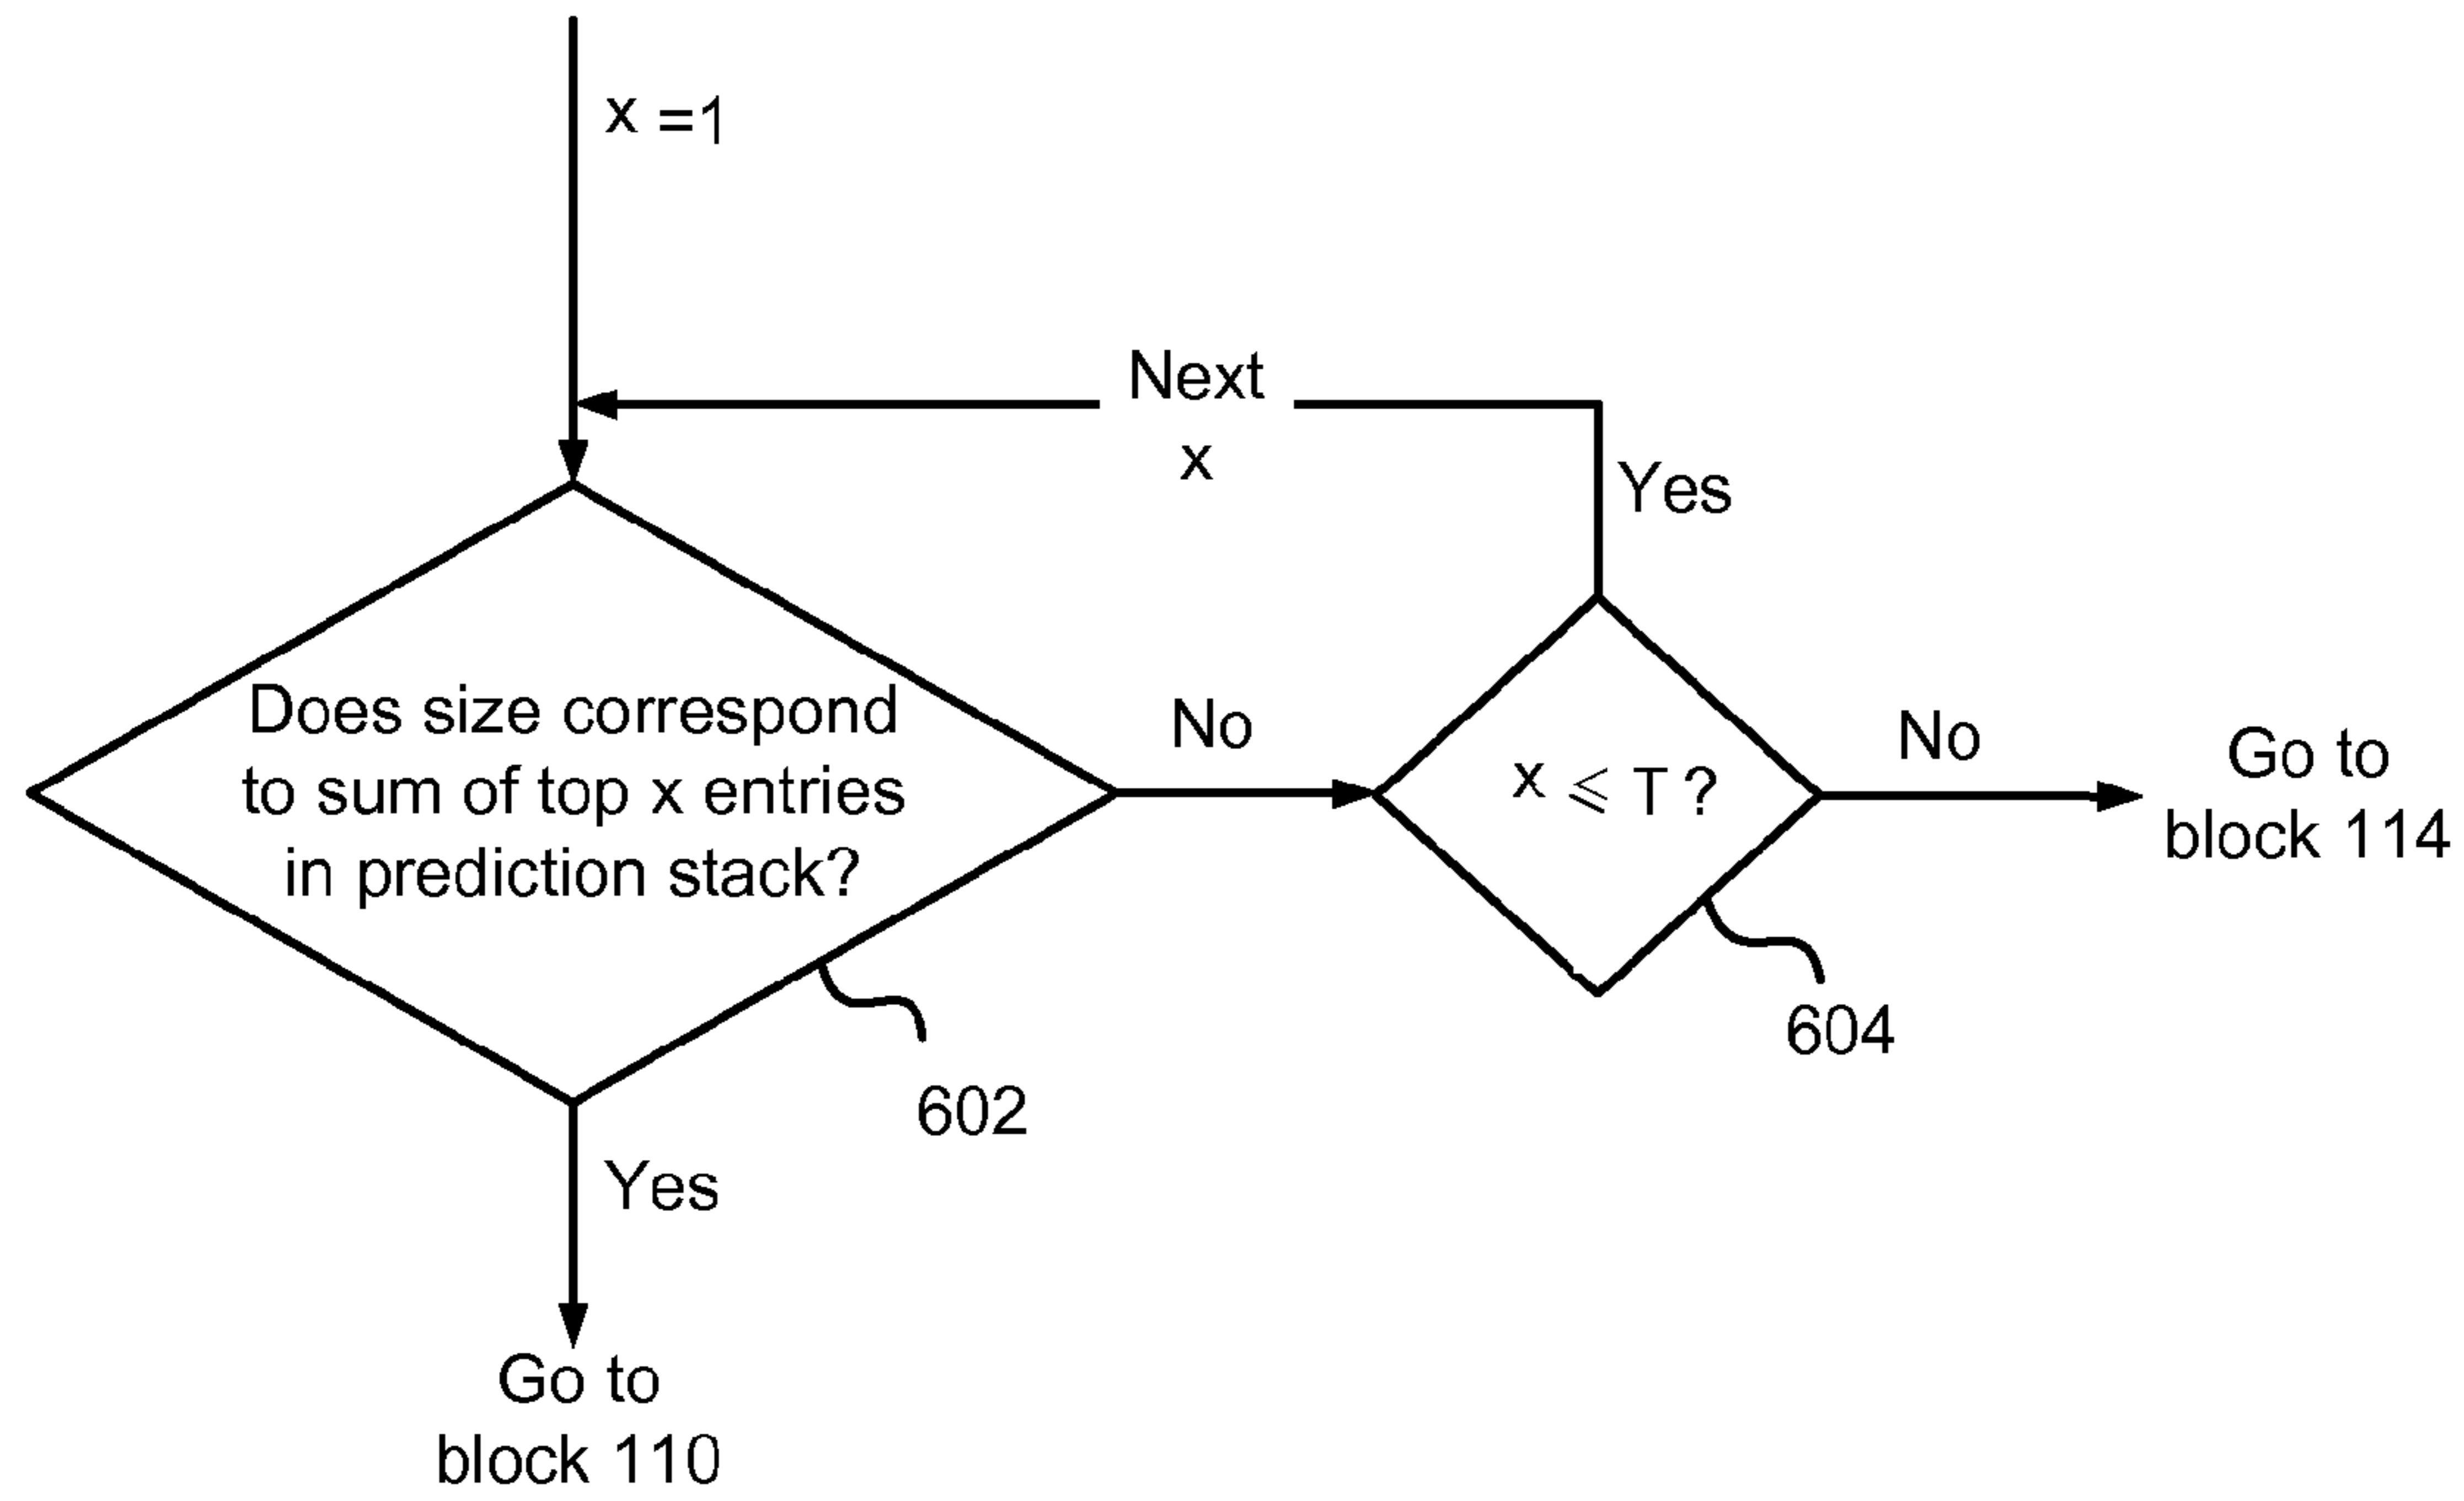 x =1
Next
x
Yes
Does size correspond
to sum of top x entries
in prediction stack?
No
x ⩽ T ?
No
Go to
block 114
604
602
Yes
Go to
block 110